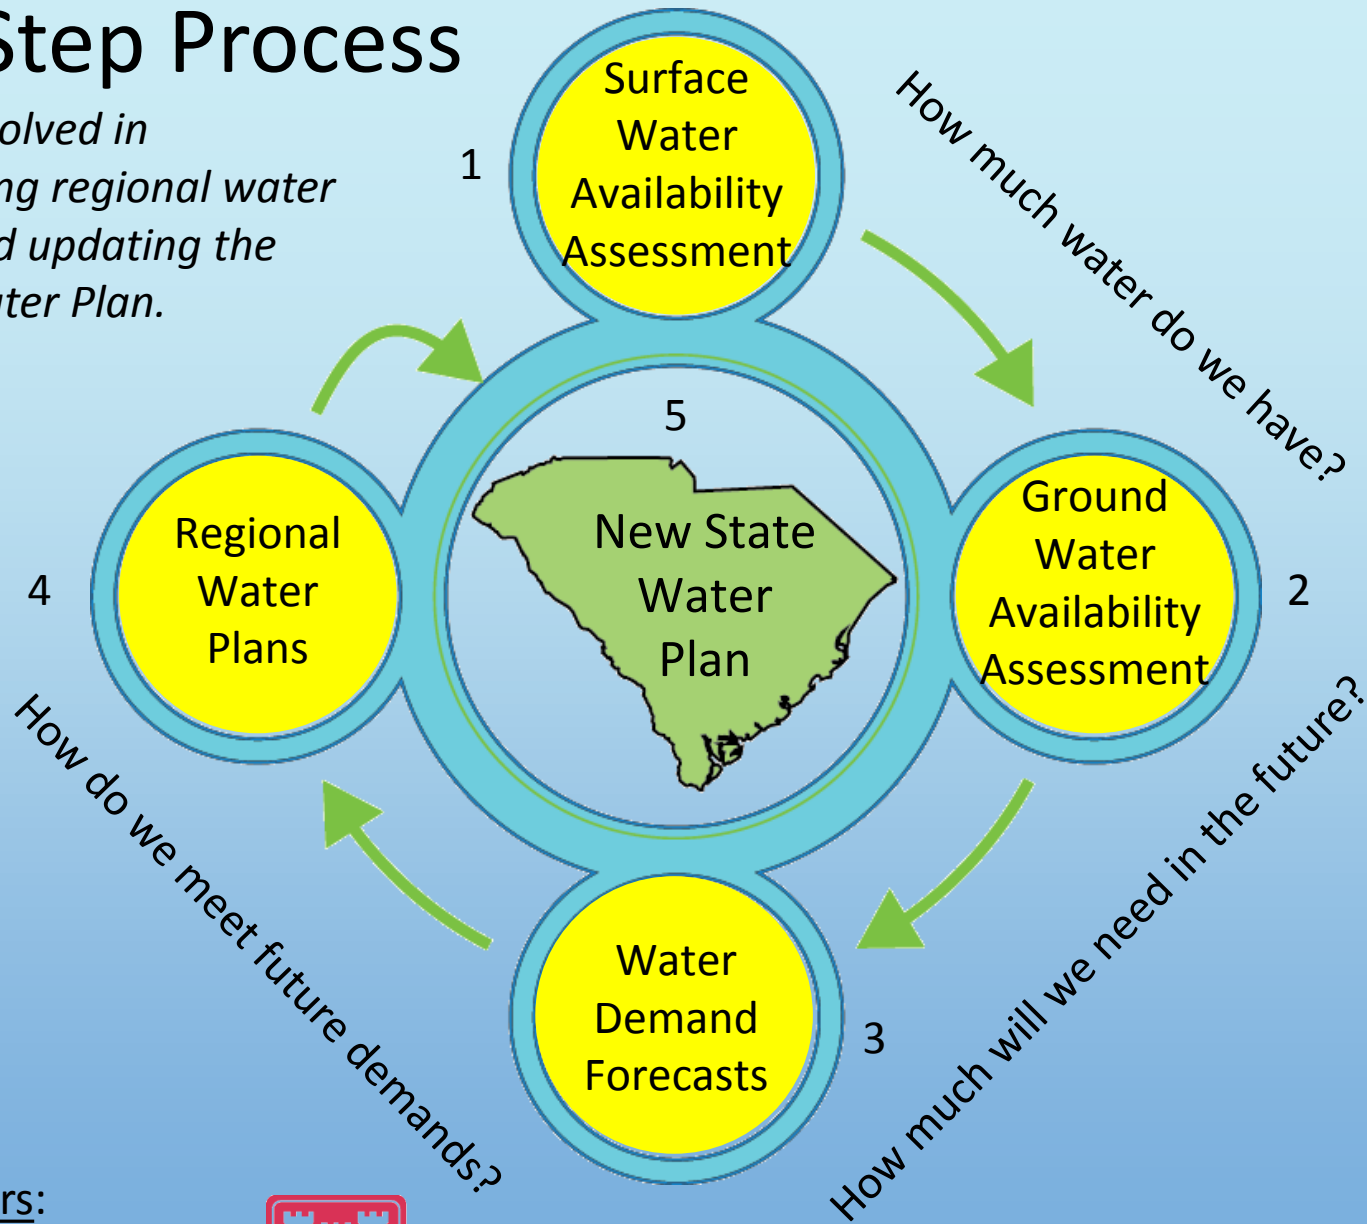 Step Process
olved in
ng regional water
d updating the
ater Plan.
1
Surface
Water
Availability
Assessment
How much water do we have?
5
New State
Water
Plan
Regional
Water
Plans
4
Ground
Water
Availability
Assessment
2
How do we meet future demands?
How much will we need in the future?
Water
Demand
Forecasts
3
rs: